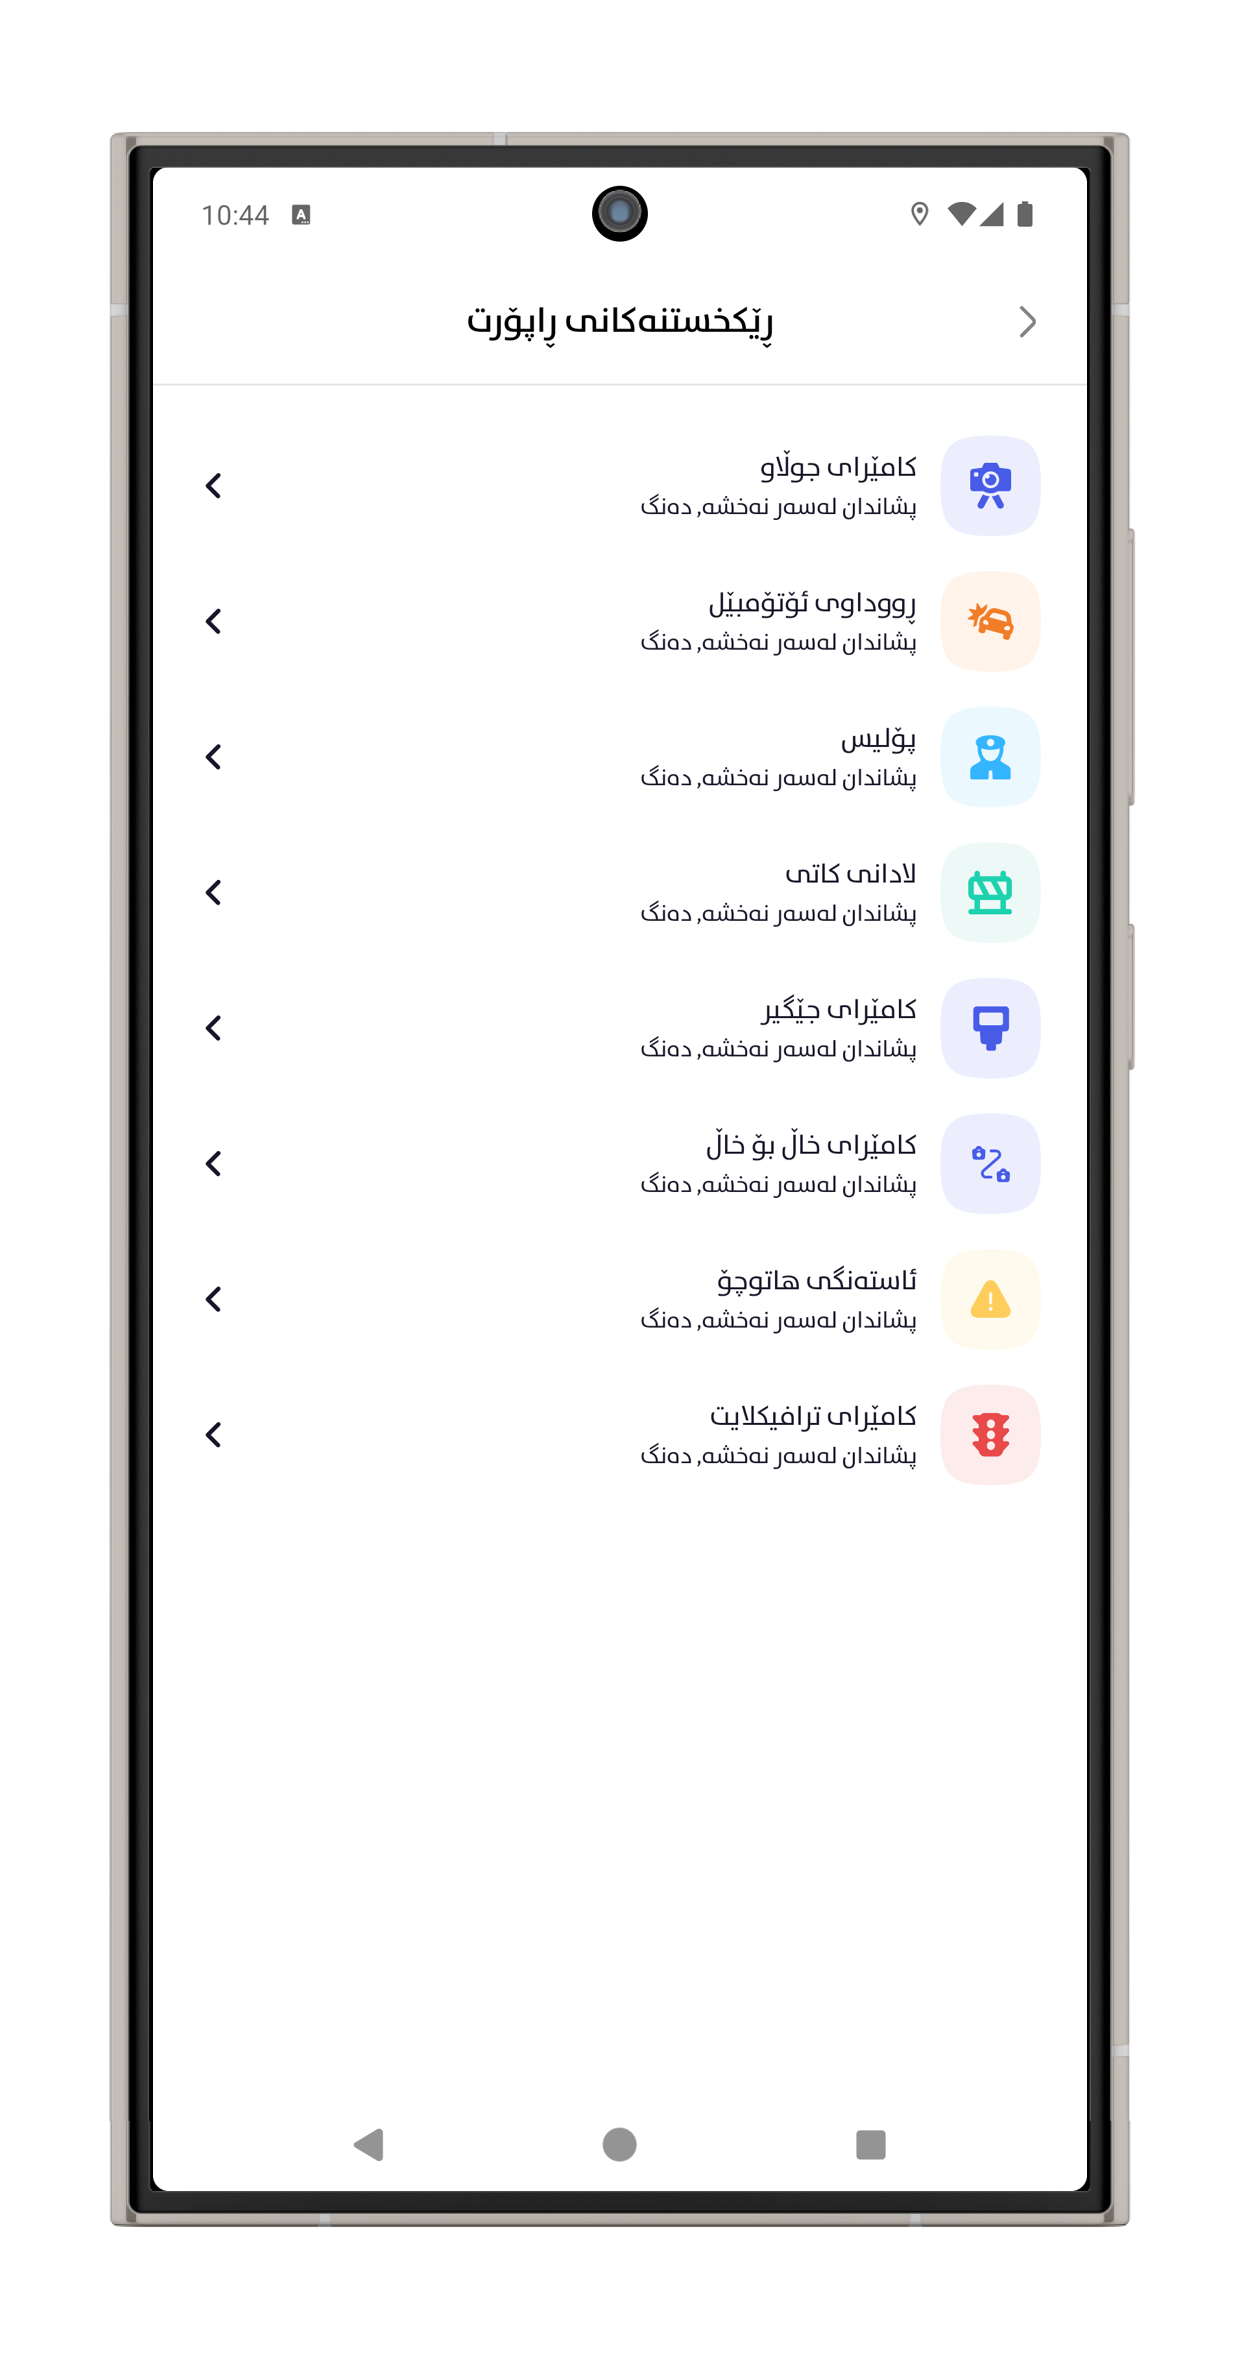 10:44
ڕێکخستنەکانی ڕاپۆرت
کامێرای جوڵاو
پشاندان لەسەر نەخشە, دەنگ
ڕووداوی ئۆتۆمبێل
پشاندان لەسەر نەخشە, دەنگ
پۆلیس
پشاندان لەسەر نەخشە, دەنگ
لادانی کاتی
پشاندان لەسەر نەخشە, دەنگ
کامێرای جێگیر
پشاندان لەسەر نەخشە, دەنگ
کامێرای خاڵ بۆ خاڵ
پشاندان لەسەر نەخشە, دەنگ
ئاستەنگی هاتوچۆ
پشاندان لەسەر نەخشە, دەنگ
کامێرای ترافیکلایت
پشاندان لەسەر نەخشە, دەنگ